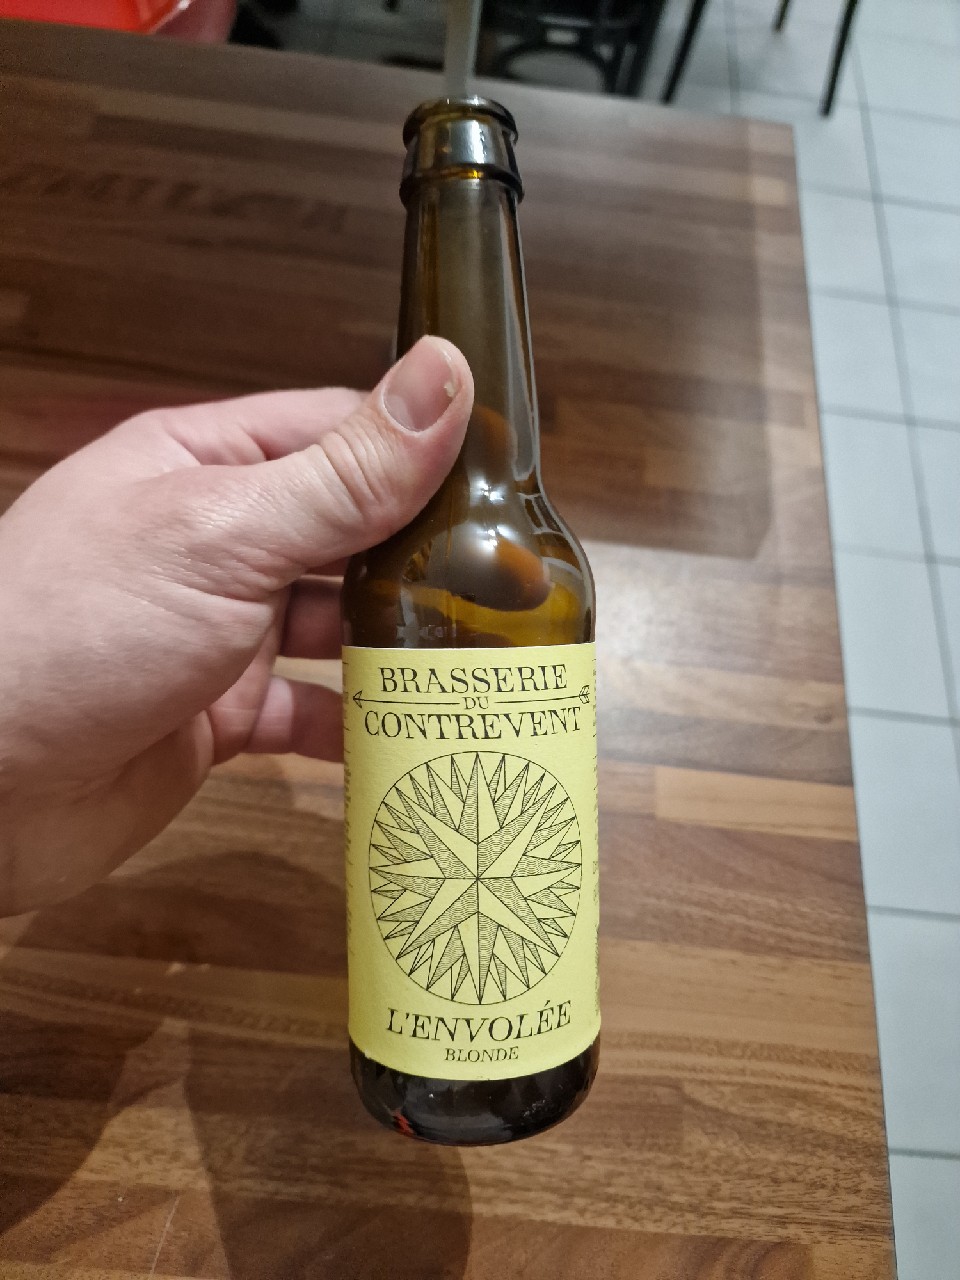 BRASSERIE
DU
CONTREVENT
L'ENVOLÉE
BLONDE